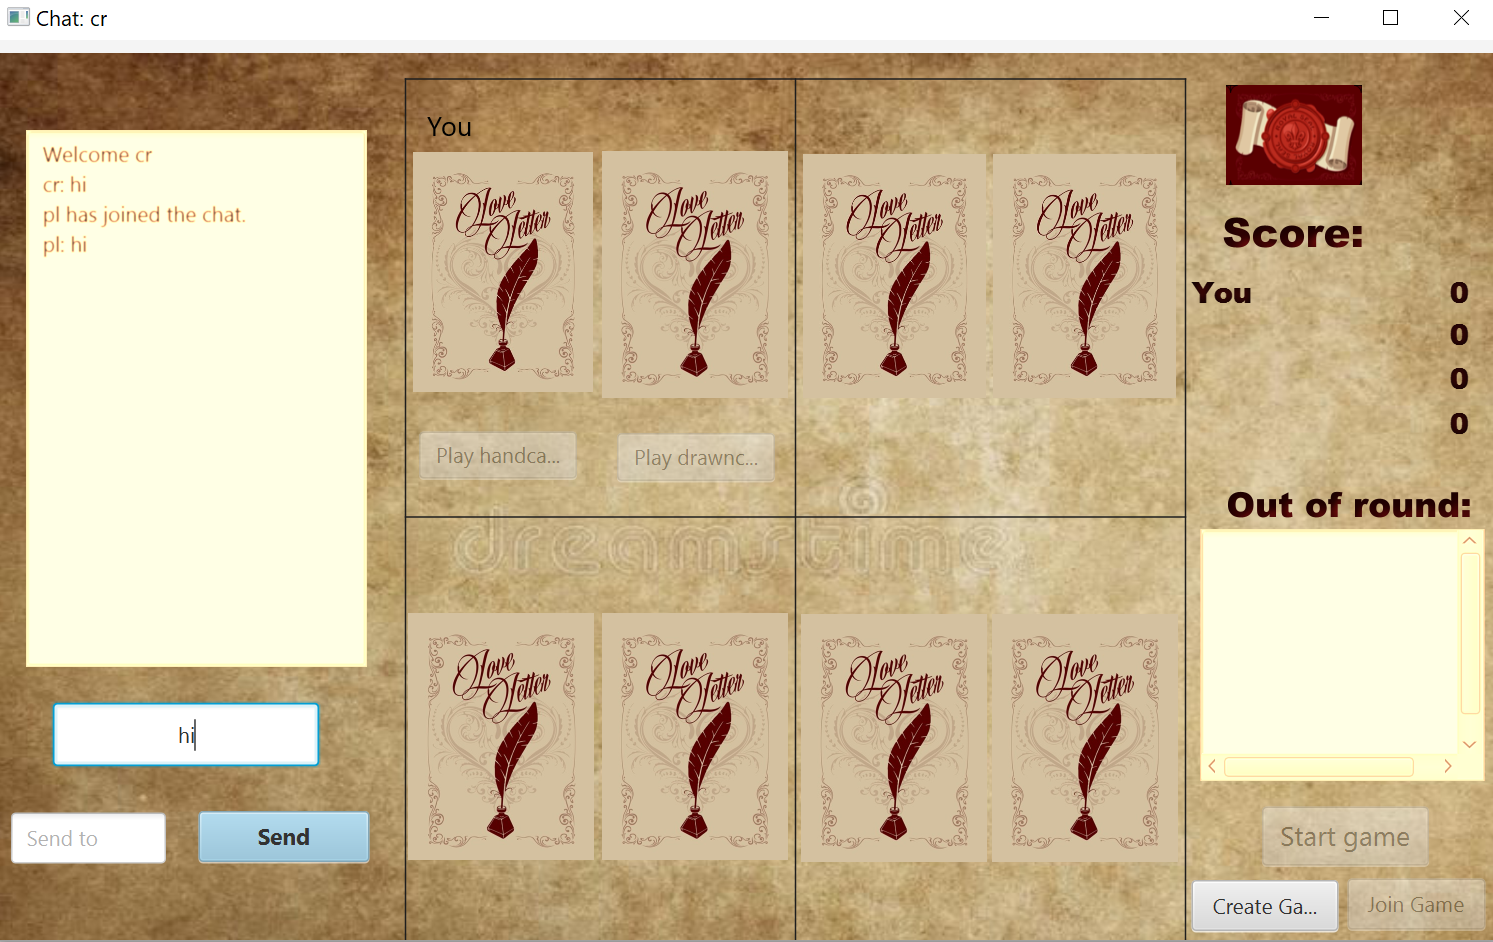 Chat: cr
Welcome cr
cr: hi
pl has joined the chat.
pl: hi
hi
Send to
Send
You
Love Letter
Love Letter
Love Letter
Love Letter
Play handca...
Play drawnc...
dreamstime
Love Letter
Love Letter
Love Letter
Love Letter
Score:
You 0
0
0
0
Out of round:
Start game
Create Ga...
Join Game